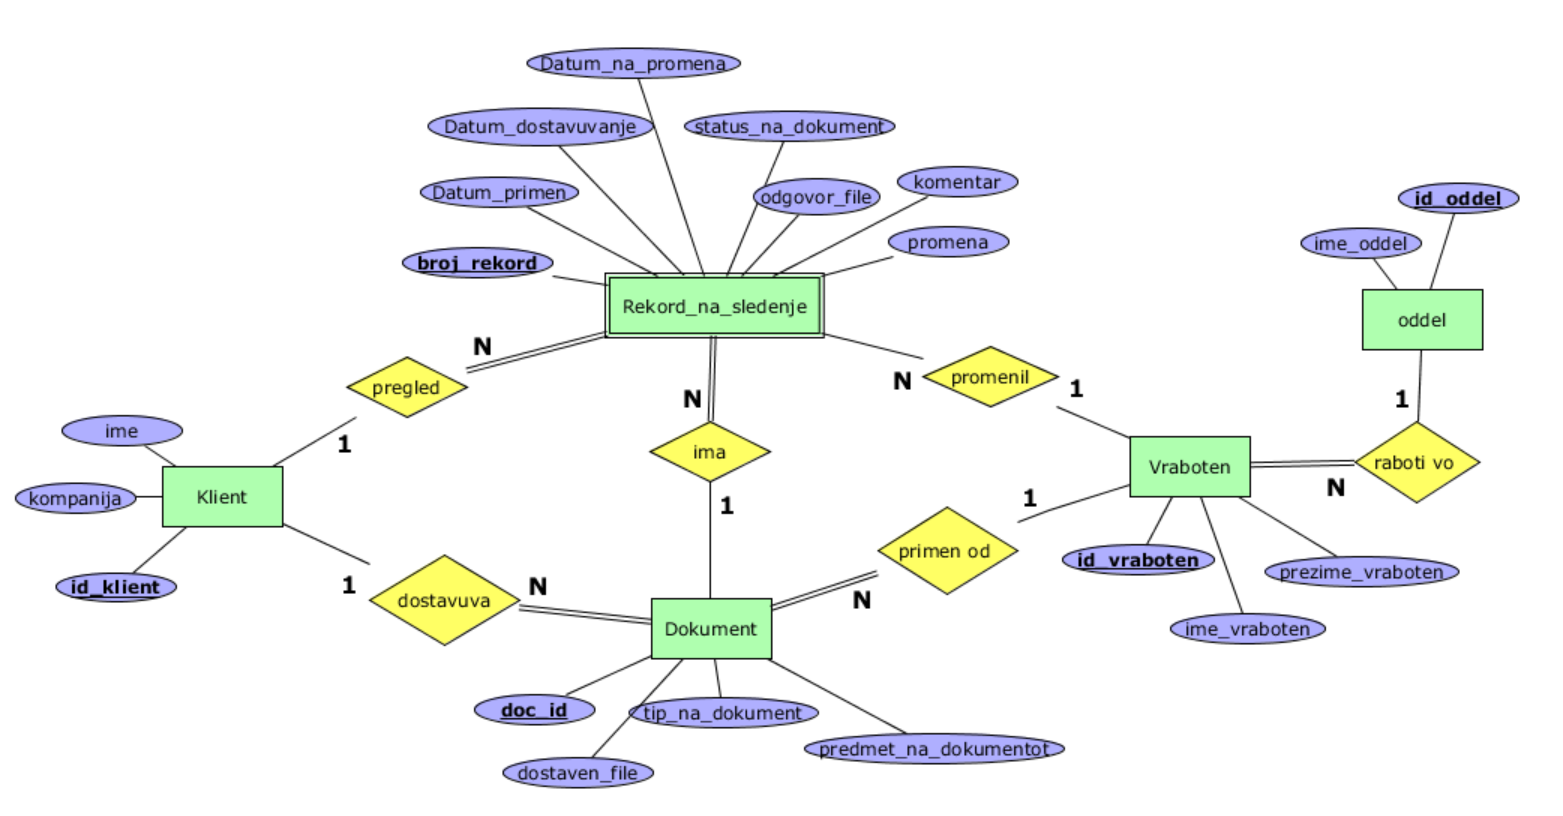 Datum_na_promena
Datum_dostavuvanje
status_na_dokument
Datum_primen
odgovor_file
komentar
id_oddel
promena
ime_oddel
broj_rekord
Rekord_na_sledenje
oddel
N
pregled
N
promenil
1
N
1
ime
1
ima
raboti vo
Klient
Vraboten
kompanija
1
1
N
primen od
id_klient
1
dostavuva
N
N
id_vraboten
prezime_vraboten
Dokument
ime_vraboten
doc_id
tip_na_dokument
predmet_na_dokumentot
dostaven_file